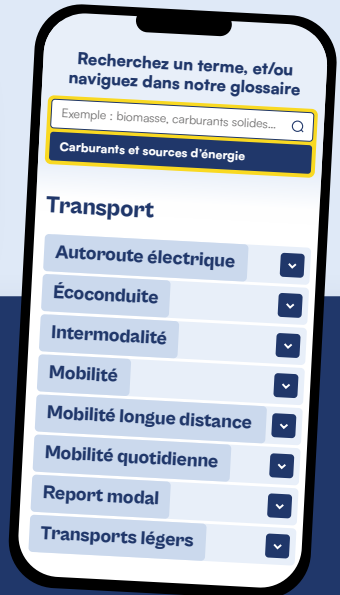 Recherchez un terme, et/ou
naviguez dans notre glossaire
Exemple : biomasse, carburants solides...
Carburants et sources d'énergie
Transport
Autoroute électrique
Écoconduite
Intermodalité
Mobilité
Mobilité longue distance
Mobilité quotidienne
Report modal
Transports légers